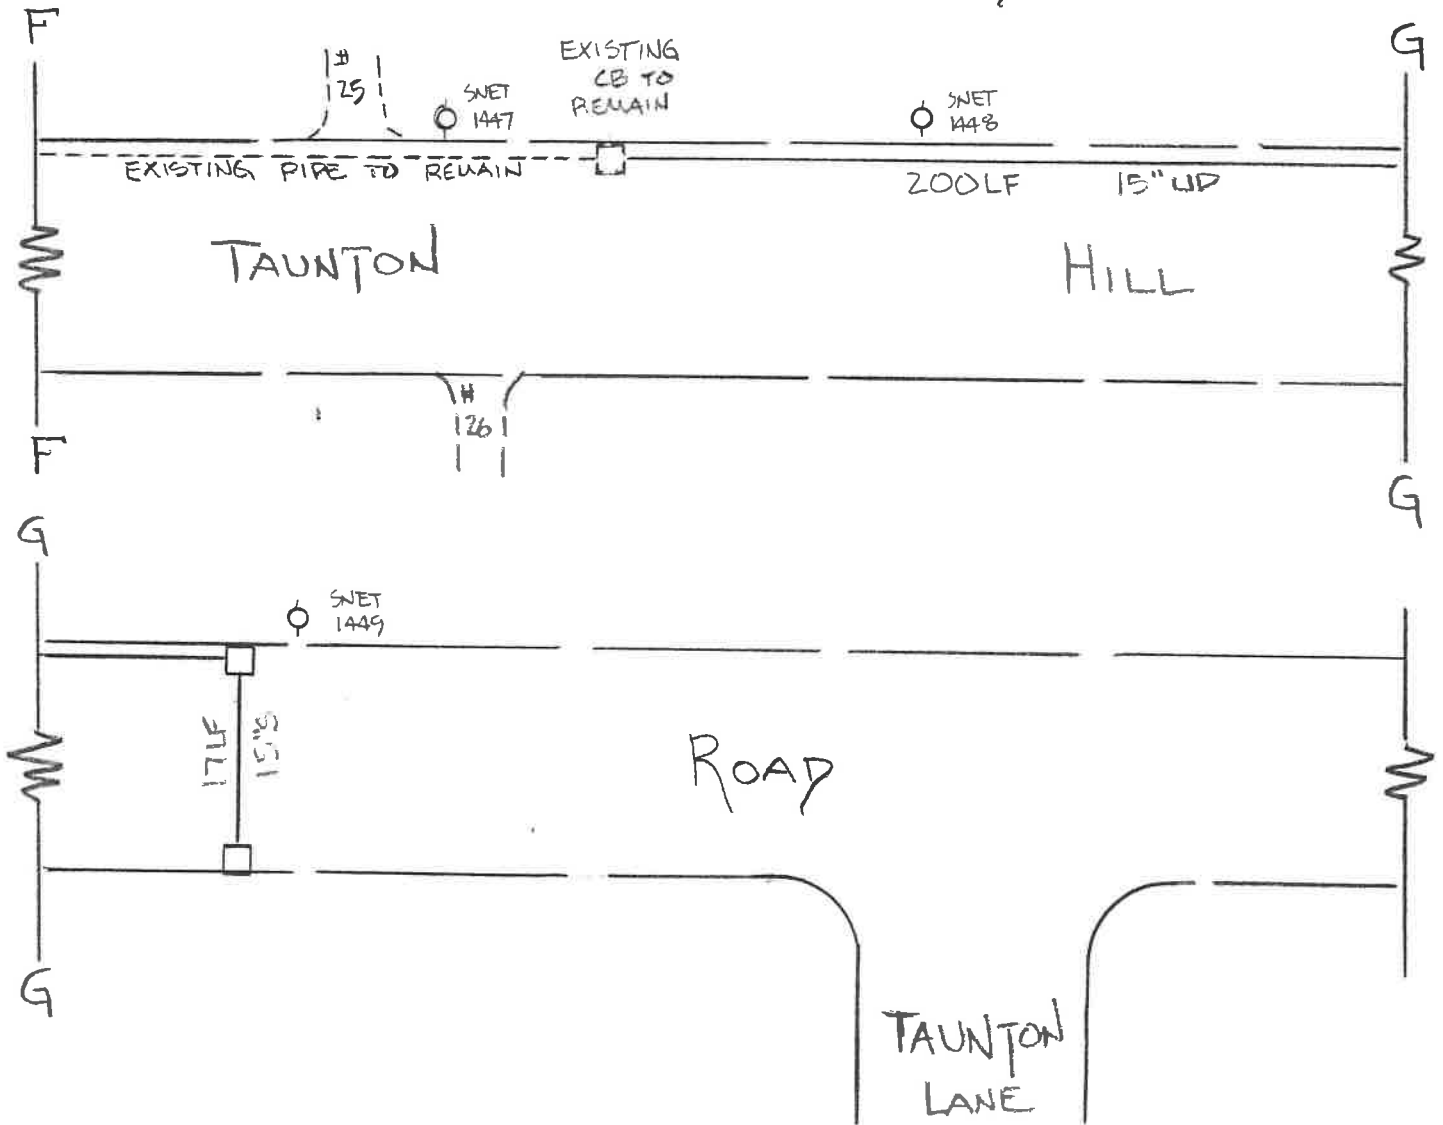 F
G
#
25
SNET
1447
EXISTING
CB TO
REMAIN
SNET
1448
EXISTING PIPE TO REMAIN
200LF 15" UD
TAUNTON HILL
#
26
F
G
G
SNET
1449
17LF
15"S
ROAD
G
TAUNTON
LANE